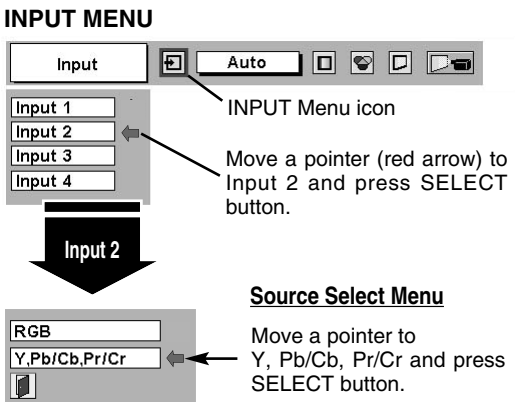 INPUT MENU
Input
Auto
INPUT Menu icon
Input 1
Input 2
Input 3
Input 4
Move a pointer (red arrow) to
Input 2 and press SELECT
button.
Input 2
Source Select Menu
RGB
Y,Pb/Cb,Pr/Cr
Move a pointer to
Y, Pb/Cb, Pr/Cr and press
SELECT button.